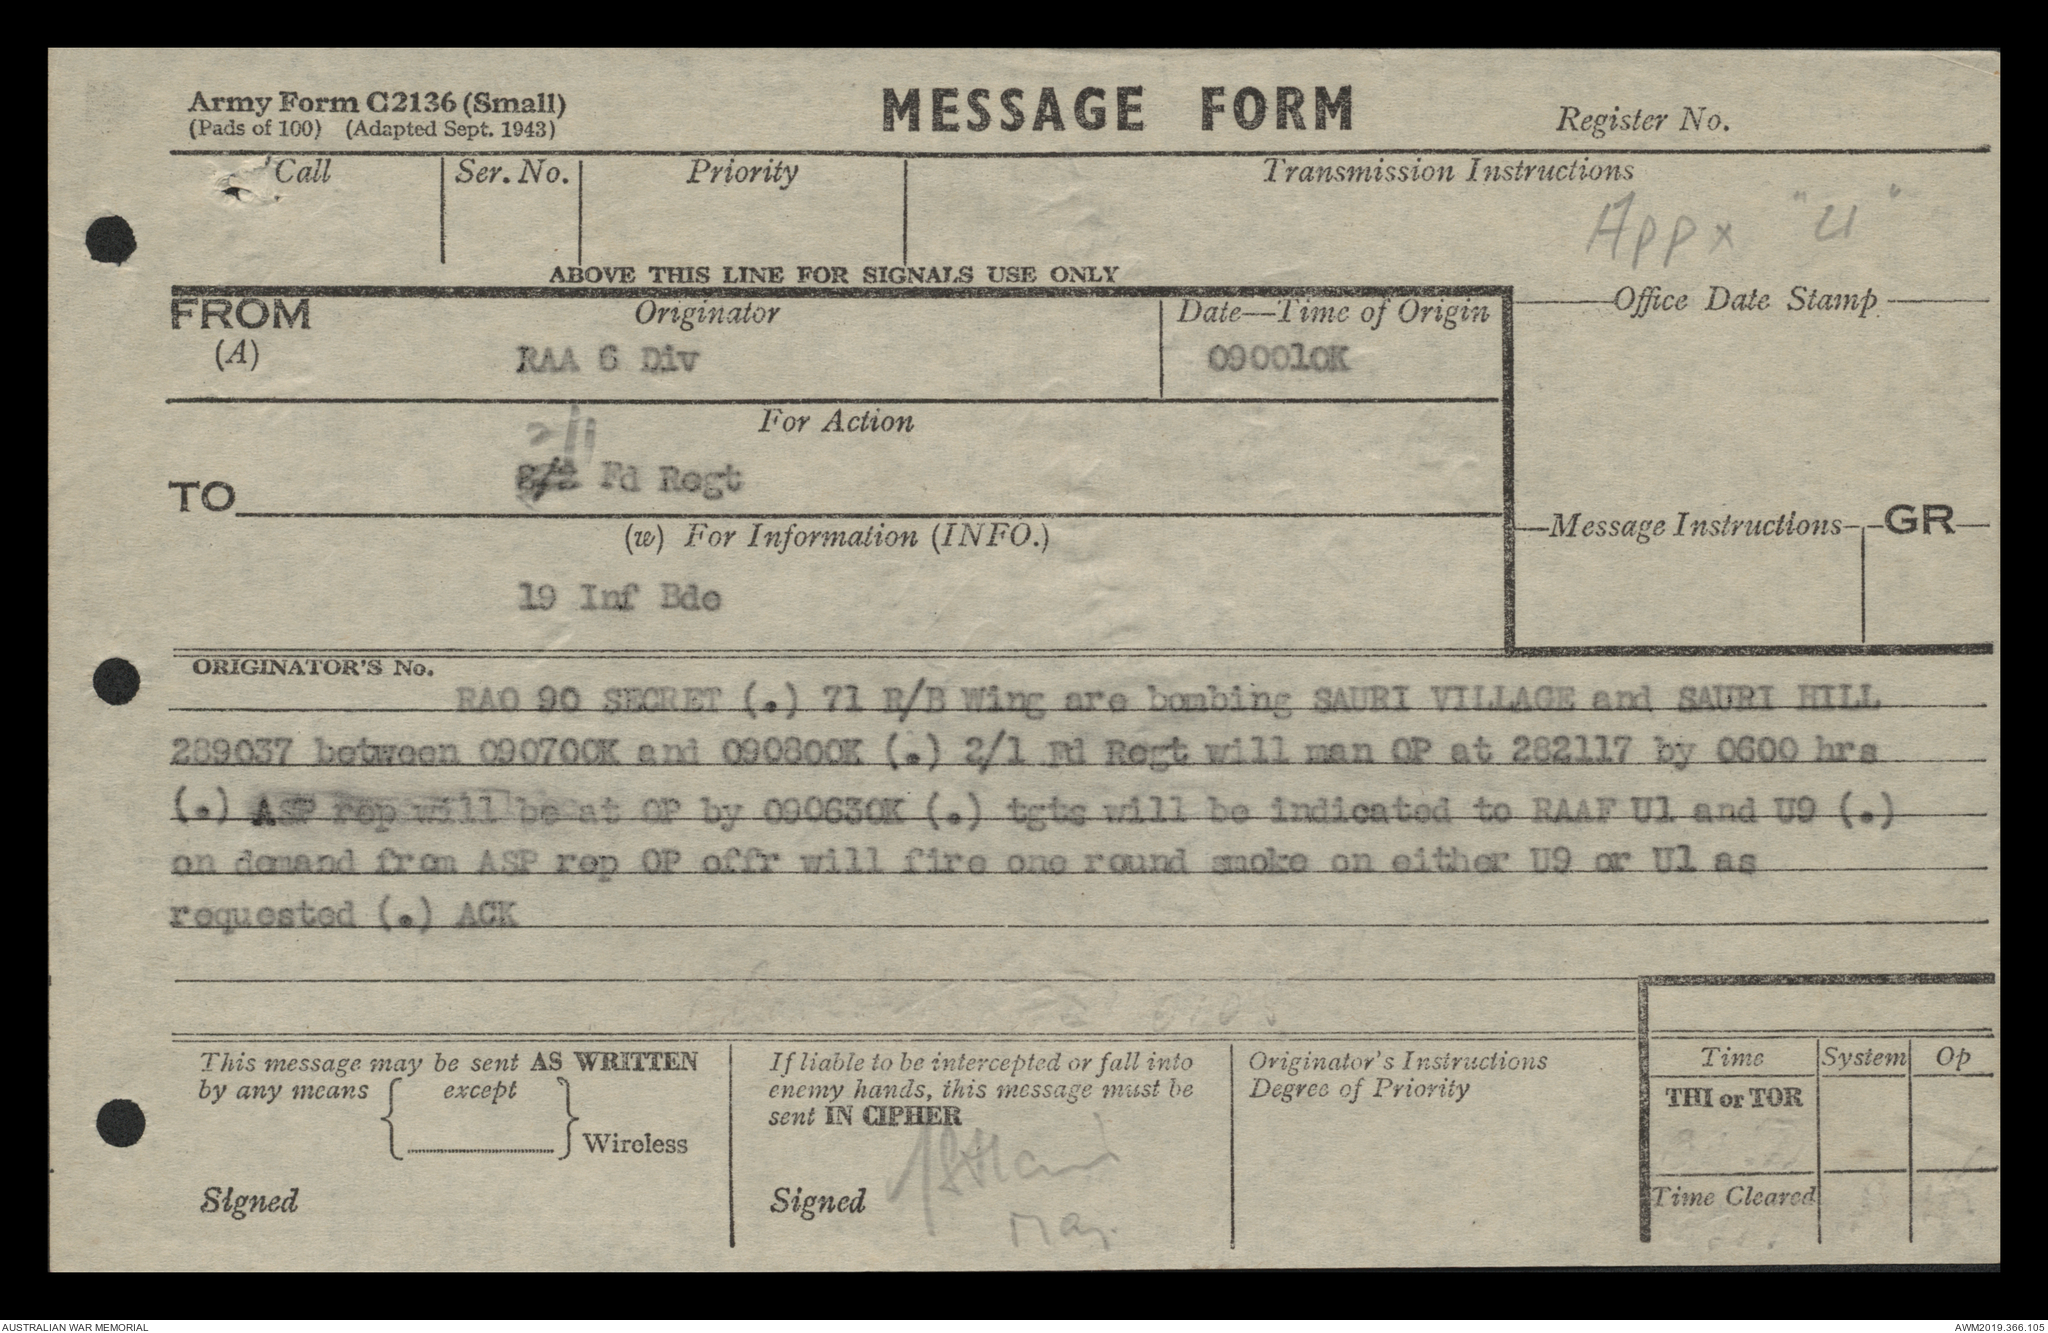 Army Form C2136 (Small)
(Pads of 100) (Adapted Sept. 1943)
MESSAGE FORM
Register No.
Call
Ser. No.
Priority
Transmission Instructions
Appx "U"
ABOVE THIS LINE FOR SIGNALS USE ONLY
FROM
(A)
Originator
RAA 6 Div
Date—Time of Origin
090010K
Office Date Stamp
For Action
2/1
TO
Fd Regt
(w) For Information (INFO.)
19 Inf Bde
Message Instructions
GR
ORIGINATOR'S No.
RAO 90 SECRET (.) 71 R/B Wing are bombing SAURI VILLAGE and SAURI HILL
289037 between 090700K and 090800K (.) 2/1 Fd Regt will man OP at 282117 by 0600 hrs
(.) ASP rep will be at OP by 090630K (.) tgts will be indicated to RAAF U1 and U9 (.)
on demand from ASP rep OP offr will fire one round smoke on either U9 or U1 as
requested (.) ACK
This message may be sent AS WRITTEN
by any means { except } Wireless
Signed
If liable to be intercepted or fall into
enemy hands, this message must be
sent IN CIPHER
Signed
Maj.
Originator's Instructions
Degree of Priority
Time
System
Op
THI or TOR
Time Cleared
AUSTRALIAN WAR MEMORIAL
AWM2019.366.105